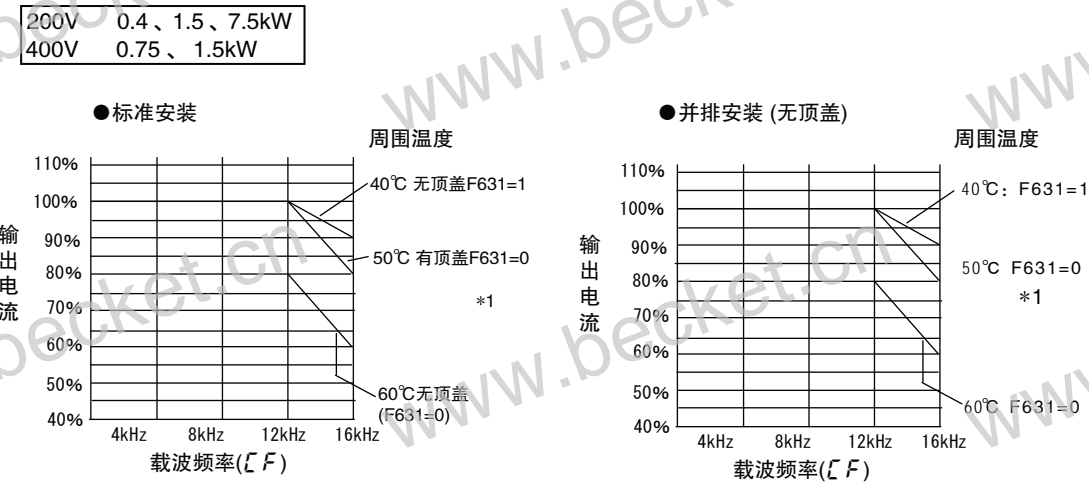 200V 0.4 、1.5 、7.5kW
400V 0.75 、 1.5kW
●标准安装
周围温度
110%
100%
90%
80%
70%
60%
50%
40%
输出电流
40℃ 无顶盖F631=1
50℃ 有顶盖F631=0
*1
60℃无顶盖
(F631=0)
4kHz 8kHz 12kHz 16kHz
载波频率(CF)
●并排安装 (无顶盖)
周围温度
110%
100%
90%
80%
70%
60%
50%
40%
输出电流
40℃: F631=1
50℃ F631=0
*1
60℃ F631=0
4kHz 8kHz 12kHz 16kHz
载波频率(CF)
www.becket.cn